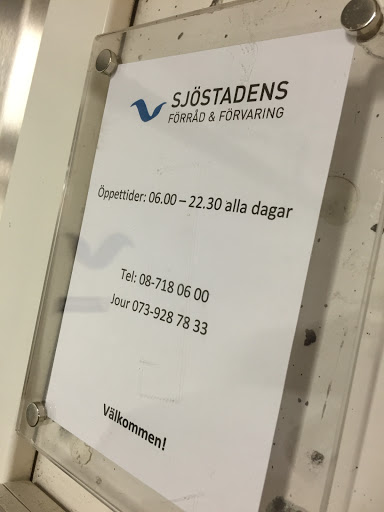 SJÖSTADENS
FÖRRÅD & FÖRVARING
Öppettider: 06.00 – 22.30 alla dagar
Tel: 08-718 06 00
Jour 073-928 78 33
Välkommen!